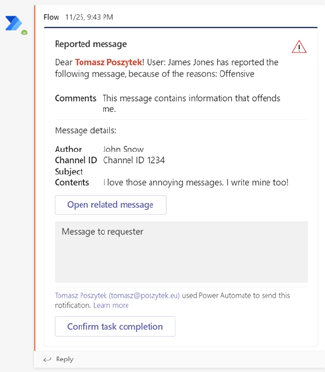 Flow 11/25, 9:43 PM
Reported message
Dear Tomasz Poszytek! User: James Jones has reported the
following message, because of the reasons: Offensive
Comments This message contains information that offends
me.
Message details:
Author John Snow
Channel ID Channel ID 1234
Subject
Contents I love those annoying messages. I write mine too!
Open related message
Message to requester
Tomasz Poszytek (tomasz@poszytek.eu) used Power Automate to send this
notification. Learn more
Confirm task completion
Reply